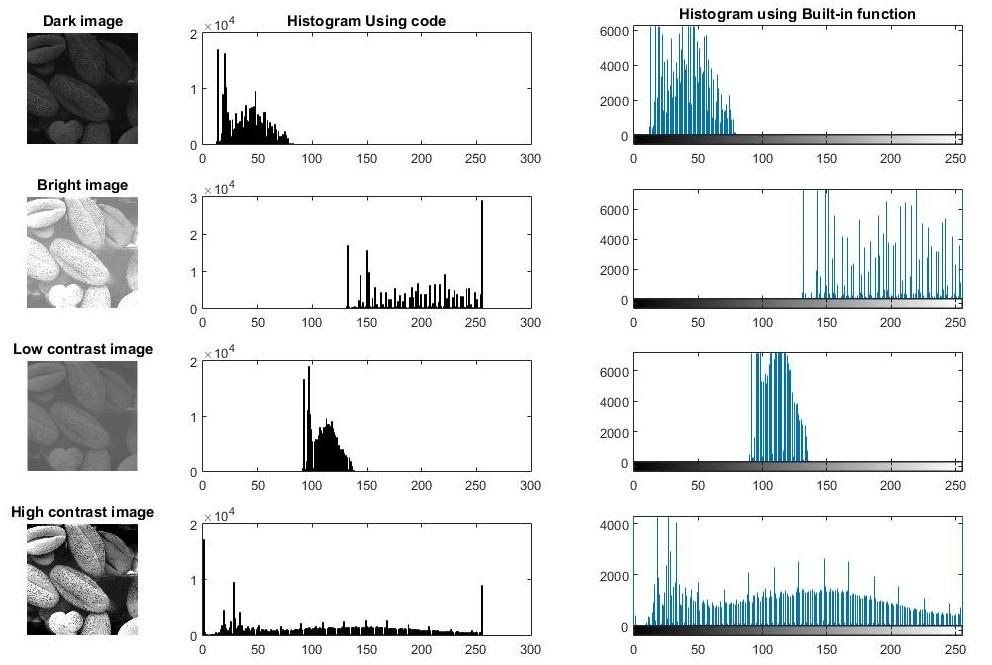 Dark image
Histogram Using code
Histogram using Built-in function
×10⁴
2
1
0
0 50 100 150 200 250 300
6000
4000
2000
0
0 50 100 150 200 250
Bright image
×10⁴
3
2
1
0
0 50 100 150 200 250 300
6000
4000
2000
0
0 50 100 150 200 250
Low contrast image
×10⁴
2
1
0
0 50 100 150 200 250 300
6000
4000
2000
0
0 50 100 150 200 250
High contrast image
×10⁴
2
1
0
0 50 100 150 200 250 300
4000
2000
0
0 50 100 150 200 250